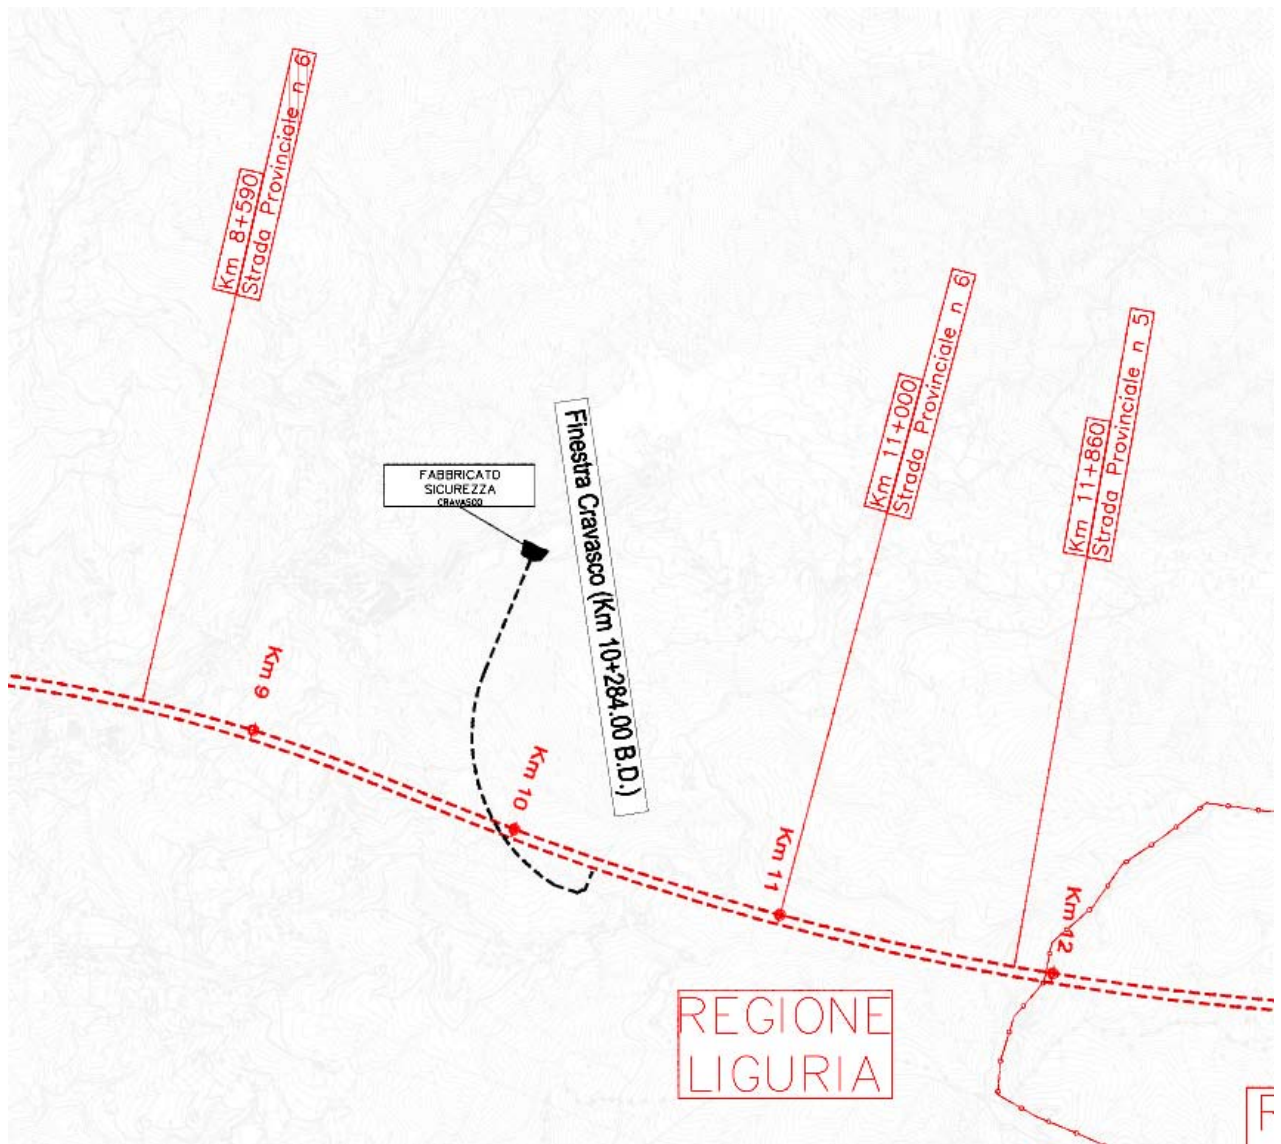 Km 8+590
Strada Provinciale n 6
FABBRICATO
SICUREZZA
CRAVASCO
Finestra Cravasco (Km 10+284.00 B.D.)
Km 11+000
Strada Provinciale n 6
Km 11+860
Strada Provinciale n 5
Km 9
Km 10
Km 11
Km 12
REGIONE
LIGURIA